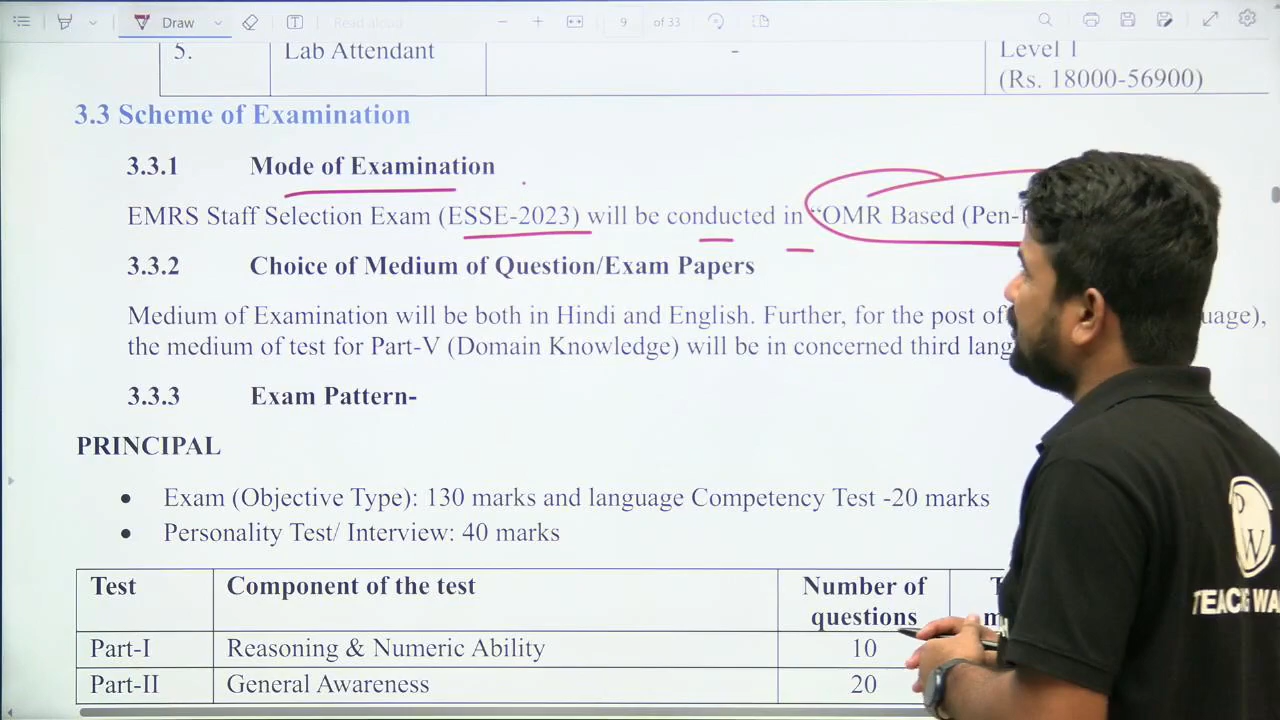 Draw
Read aloud
9 of 33
5. Lab Attendant - Level 1
(Rs. 18000-56900)
3.3 Scheme of Examination
3.3.1 Mode of Examination
EMRS Staff Selection Exam (ESSE-2023) will be conducted in “OMR Based (Pen-
3.3.2 Choice of Medium of Question/Exam Papers
Medium of Examination will be both in Hindi and English. Further, for the post of
the medium of test for Part-V (Domain Knowledge) will be in concerned third
3.3.3 Exam Pattern-
PRINCIPAL
• Exam (Objective Type): 130 marks and language Competency Test -20 marks
• Personality Test/ Interview: 40 marks
Test Component of the test Number of
questions
Part-I Reasoning & Numeric Ability 10
Part-II General Awareness 20
PW